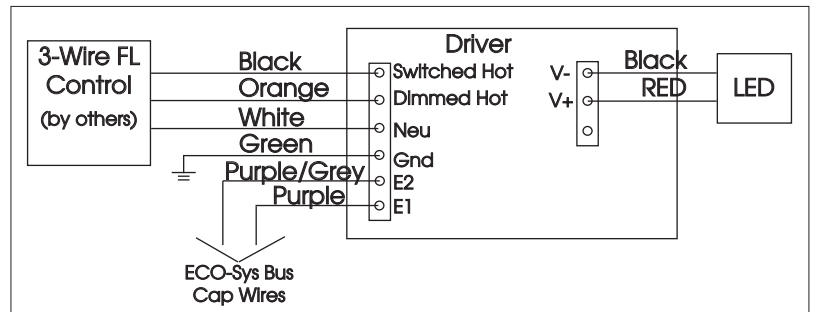 3-Wire FL
Control
(by others)
Black
Orange
White
Green
Purple/Grey
Purple
ECO-Sys Bus
Cap Wires
Driver
Switched Hot
Dimmed Hot
Neu
Gnd
E2
E1
V-
V+
Black
RED
LED